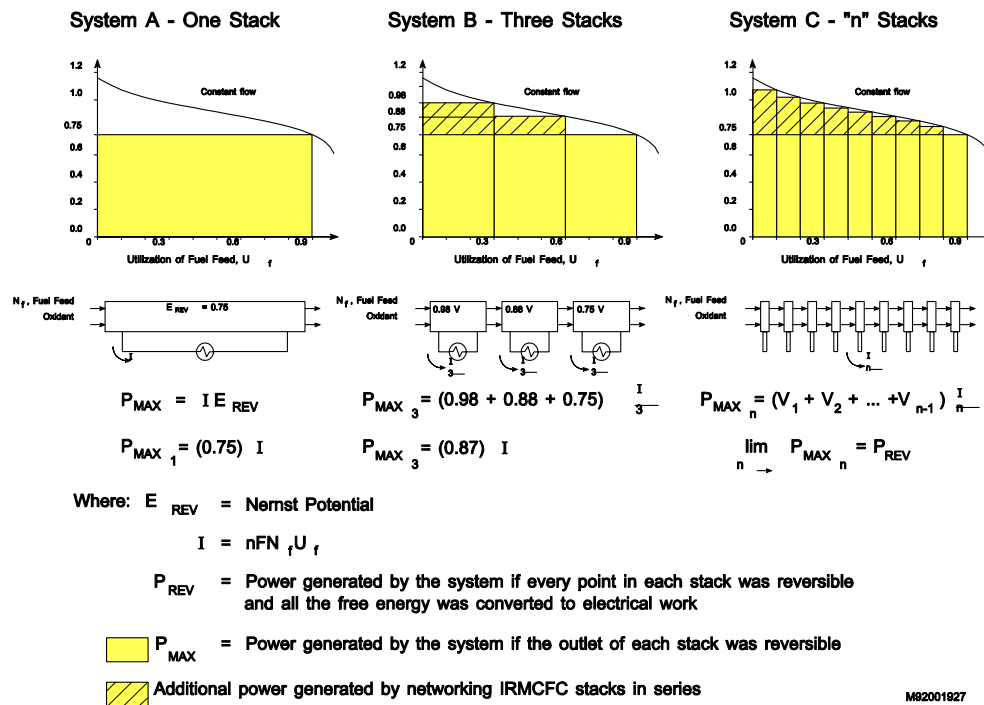 System A - One Stack
System B - Three Stacks
System C - "n" Stacks
1.2
1.0
0.75
0.6
0.4
0.2
0.0
Constant flow
0
0.3
0.6
0.9
Utilization of Fuel Feed, U f
1.2
0.98
0.88
0.75
0.6
0.4
0.2
0.0
Constant flow
0
0.3
0.6
0.9
Utilization of Fuel Feed, U f
1.2
1.0
0.75
0.6
0.4
0.2
0.0
Constant flow
0
0.3
0.6
0.9
Utilization of Fuel Feed, U f
N f , Fuel Feed
Oxidant
E REV = 0.75
I
N f , Fuel Feed
Oxidant
0.98 V
0.88 V
0.75 V
I
3
I
3
I
3
N f , Fuel Feed
Oxidant
I
n
P MAX = I E REV
P MAX 1 = (0.75) I
P MAX 3 = (0.98 + 0.88 + 0.75) I 3
P MAX 3 = (0.87) I
P MAX n = (V 1 + V 2 + ... +V n-1 ) I n
lim n → P MAX n = P REV
Where: E REV = Nernst Potential
I = nFN f U f
P REV = Power generated by the system if every point in each stack was reversible
and all the free energy was converted to electrical work
P MAX = Power generated by the system if the outlet of each stack was reversible
Additional power generated by networking IRMCFC stacks in series
M92001927